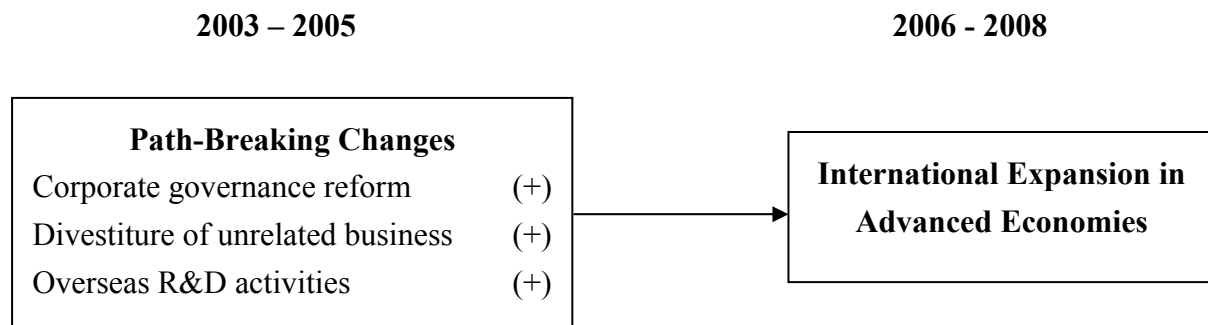 2003 – 2005
2006 - 2008
Path-Breaking Changes
Corporate governance reform (+)
Divestiture of unrelated business (+)
Overseas R&D activities (+)
International Expansion in
Advanced Economies